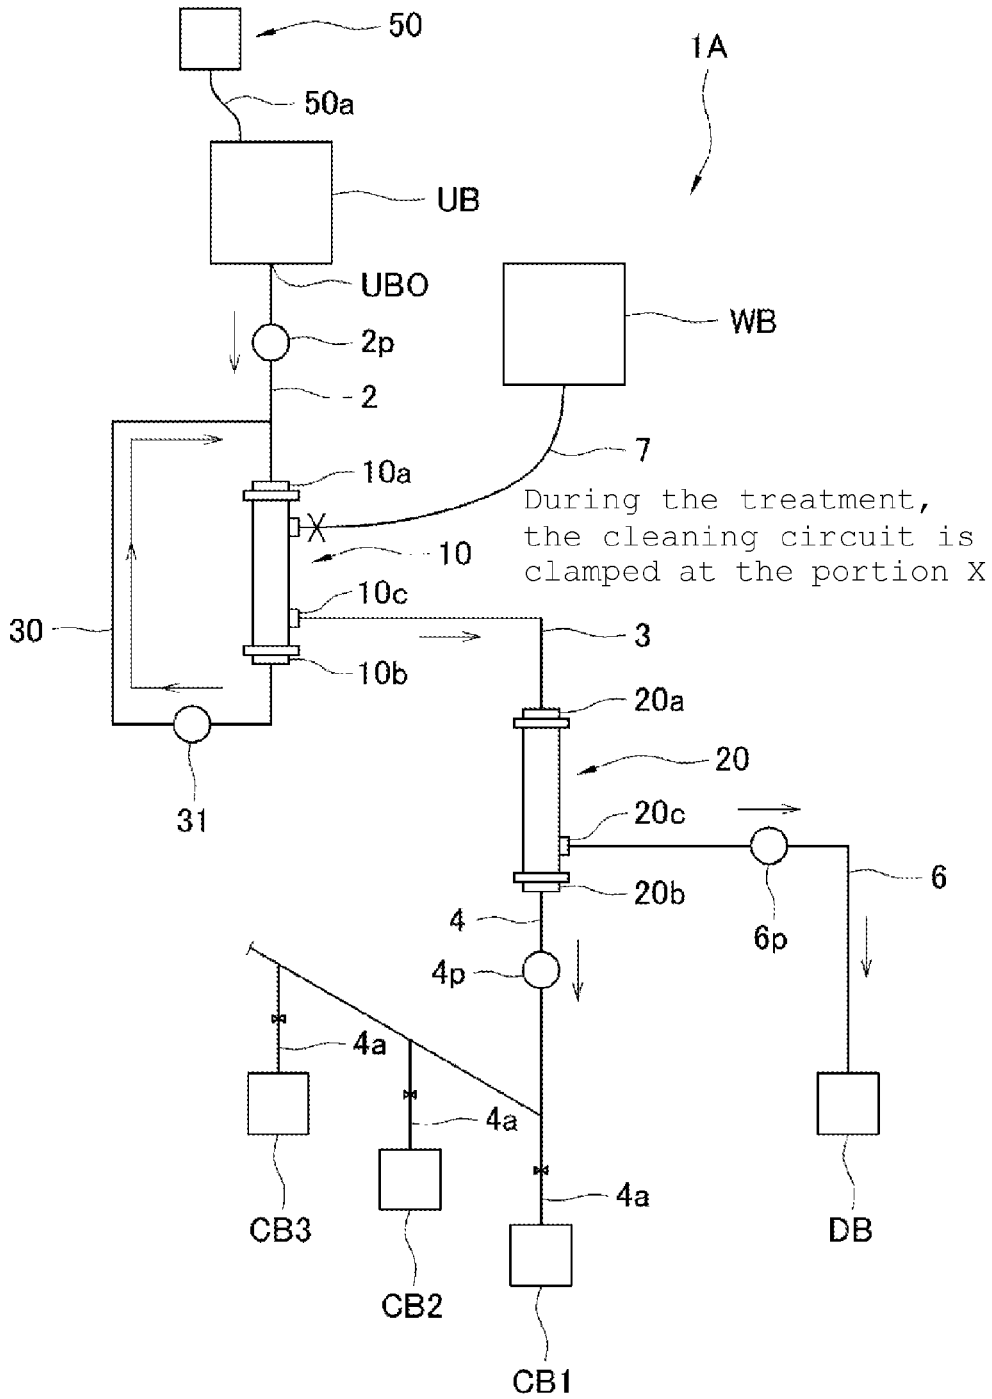 50
1A
50a
UB
UBO
WB
2p
2
7
10a
During the treatment,
the cleaning circuit is
clamped at the portion X
X
10
10c
30
3
10b
20a
20
31
20c
6
20b
4
6p
4p
4a
4a
4a
CB3
DB
CB2
CB1